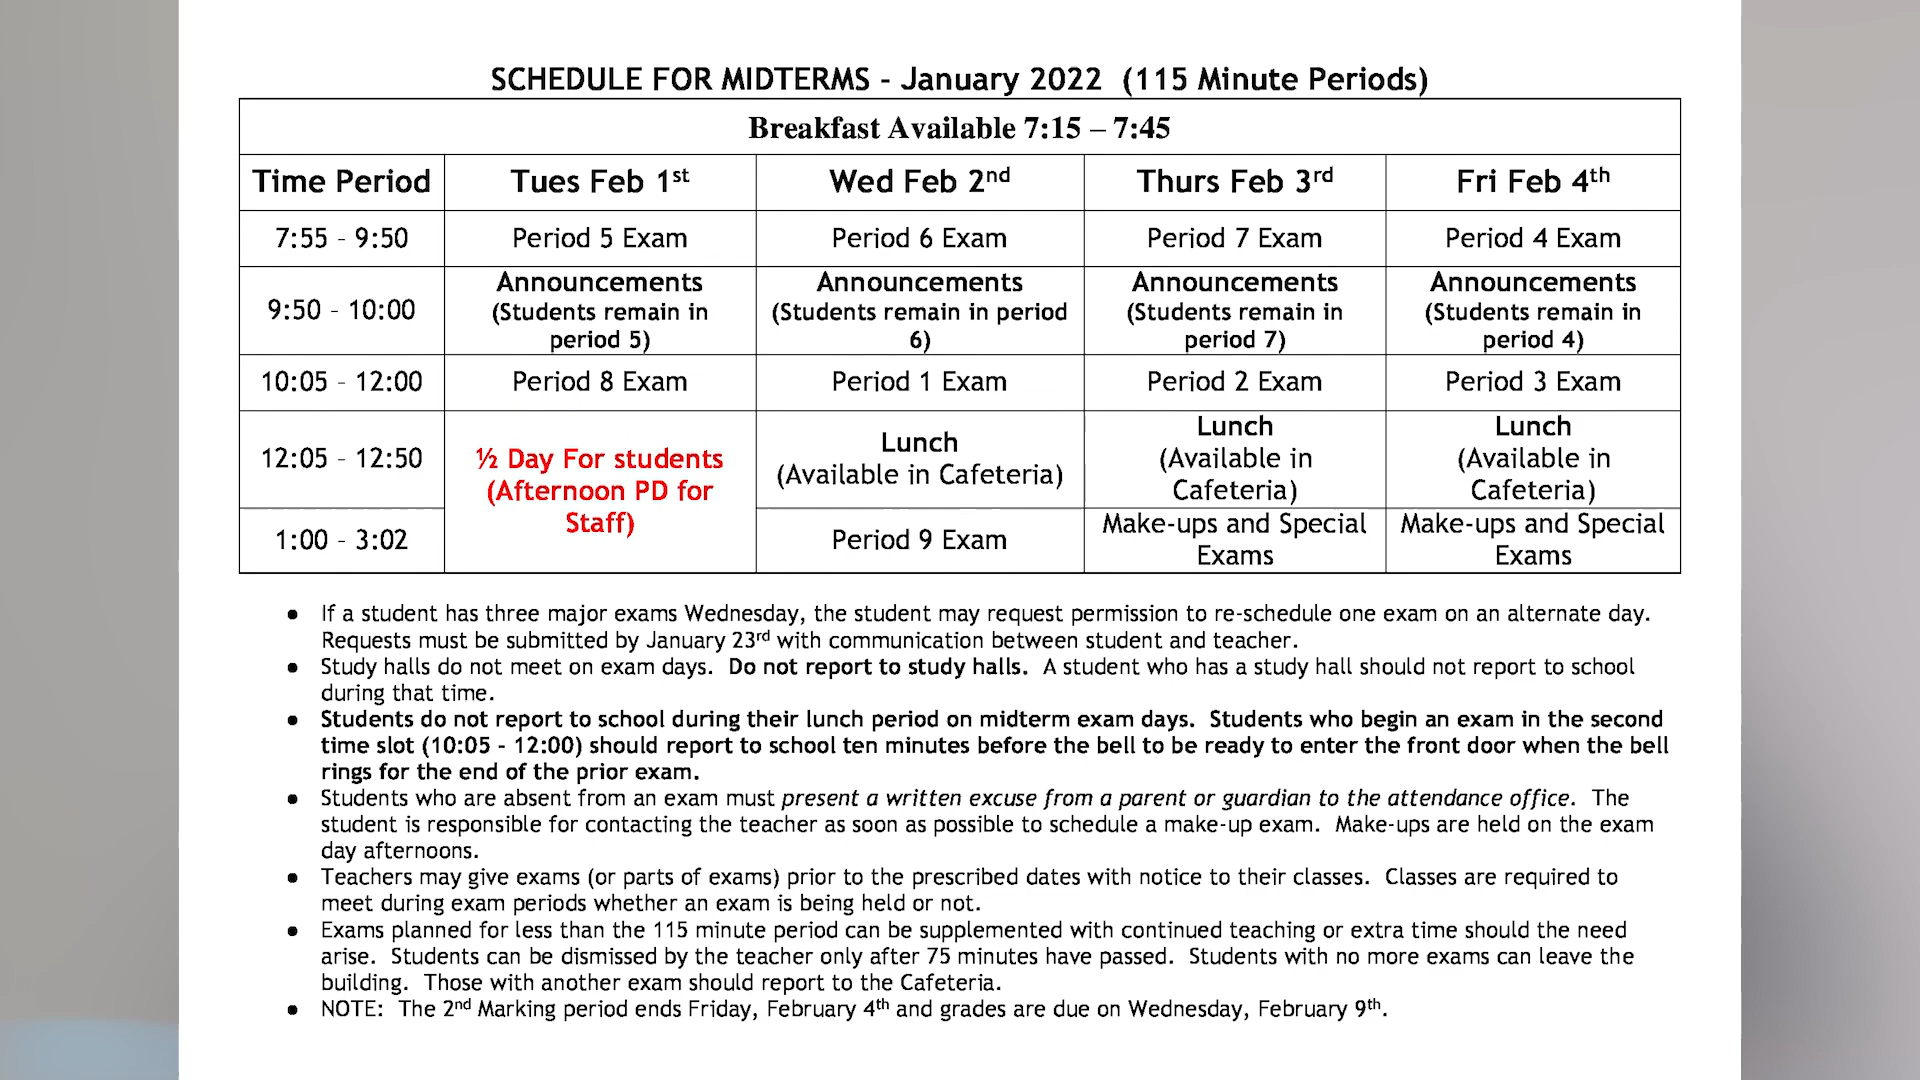 SCHEDULE FOR MIDTERMS - January 2022 (115 Minute Periods)
Breakfast Available 7:15 – 7:45
Time Period Tues Feb 1st Wed Feb 2nd Thurs Feb 3rd Fri Feb 4th
7:55 - 9:50 Period 5 Exam Period 6 Exam Period 7 Exam Period 4 Exam
9:50 - 10:00
Announcements
(Students remain in
period 5)
Announcements
(Students remain in period
6)
Announcements
(Students remain in
period 7)
Announcements
(Students remain in
period 4)
10:05 - 12:00 Period 8 Exam Period 1 Exam Period 2 Exam Period 3 Exam
12:05 - 12:50
½ Day For students
(Afternoon PD for
Staff)
Lunch
(Available in Cafeteria)
Lunch
(Available in
Cafeteria)
Lunch
(Available in
Cafeteria)
1:00 - 3:02
Period 9 Exam
Make-ups and Special
Exams
Make-ups and Special
Exams
• If a student has three major exams Wednesday, the student may request permission to re-schedule one exam on an alternate day.
Requests must be submitted by January 23rd with communication between student and teacher.
• Study halls do not meet on exam days. Do not report to study halls. A student who has a study hall should not report to school
during that time.
• Students do not report to school during their lunch period on midterm exam days. Students who begin an exam in the second
time slot (10:05 - 12:00) should report to school ten minutes before the bell to be ready to enter the front door when the bell
rings for the end of the prior exam.
• Students who are absent from an exam must present a written excuse from a parent or guardian to the attendance office. The
student is responsible for contacting the teacher as soon as possible to schedule a make-up exam. Make-ups are held on the exam
day afternoons.
• Teachers may give exams (or parts of exams) prior to the prescribed dates with notice to their classes. Classes are required to
meet during exam periods whether an exam is being held or not.
• Exams planned for less than the 115 minute period can be supplemented with continued teaching or extra time should the need
arise. Students can be dismissed by the teacher only after 75 minutes have passed. Students with no more exams can leave the
building. Those with another exam should report to the Cafeteria.
• NOTE: The 2nd Marking period ends Friday, February 4th and grades are due on Wednesday, February 9th.